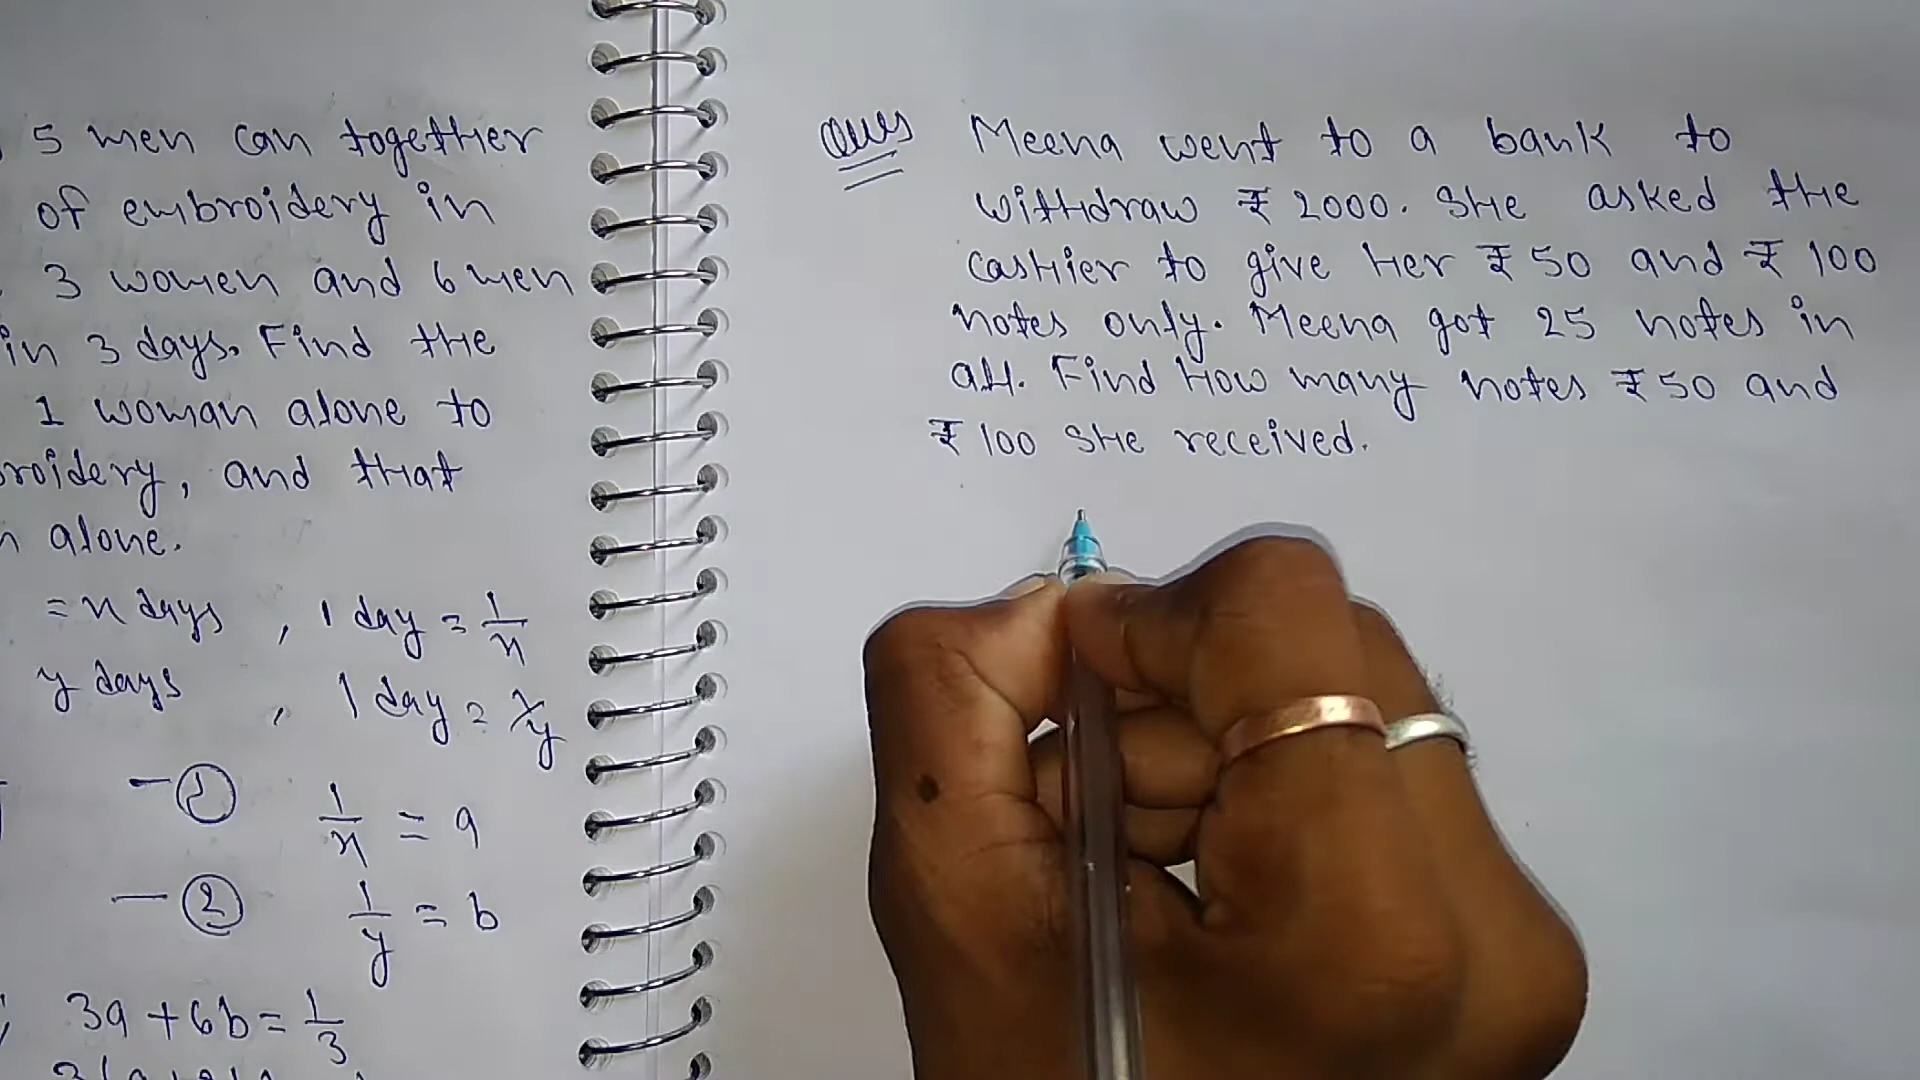 5 men can together
of embroidery in
3 women and 6 men
in 3 days. Find the
1 woman alone to
broidery, and that
n alone.
= x days , 1 day = 1/x
y days , 1 day = 1/y
— ① 1/x = a
— ② 1/y = b
3a + 6b = 1/3
Ques Meena went to a bank to
withdraw ₹ 2000. She asked the
cashier to give her ₹ 50 and ₹ 100
notes only. Meena got 25 notes in
all. Find How many notes ₹ 50 and
₹ 100 she received.